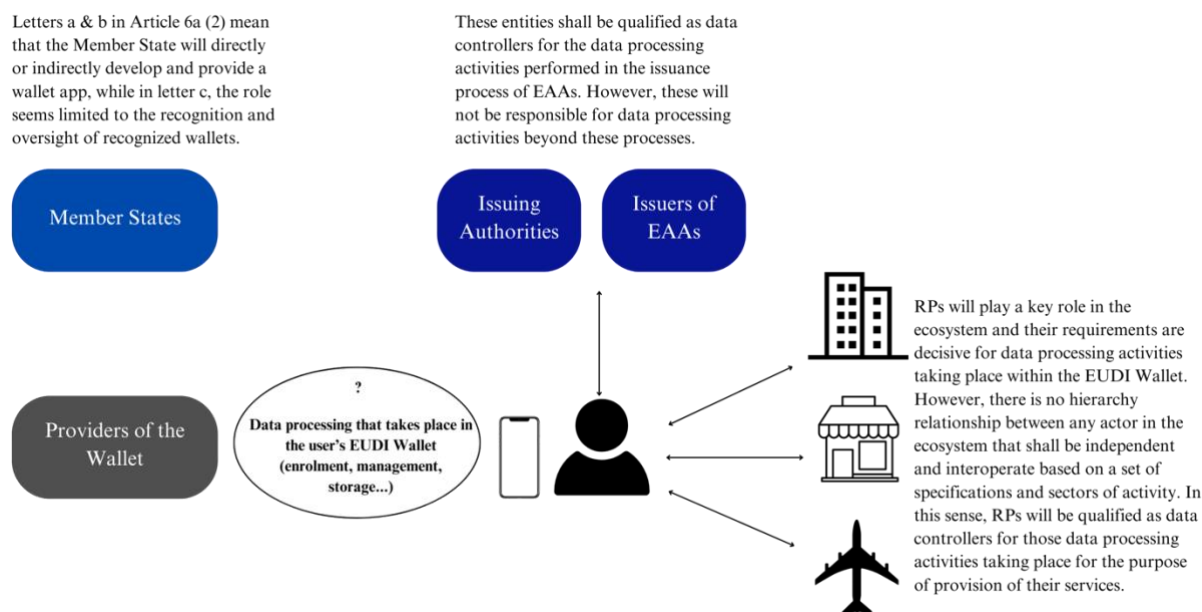 Letters a & b in Article 6a (2) mean
that the Member State will directly
or indirectly develop and provide a
wallet app, while in letter c, the role
seems limited to the recognition and
oversight of recognized wallets.
These entities shall be qualified as data
controllers for the data processing
activities performed in the issuance
process of EAAs. However, these will
not be responsible for data processing
activities beyond these processes.
Member States
Issuing
Authorities
Issuers of
EAAs
Providers of the
Wallet
?
Data processing that takes place in
the user's EUDI Wallet
(enrolment, management,
storage...)
RPs will play a key role in the
ecosystem and their requirements are
decisive for data processing activities
taking place within the EUDI Wallet.
However, there is no hierarchy
relationship between any actor in the
ecosystem that shall be independent
and interoperate based on a set of
specifications and sectors of activity. In
this sense, RPs will be qualified as data
controllers for those data processing
activities taking place for the purpose
of provision of their services.